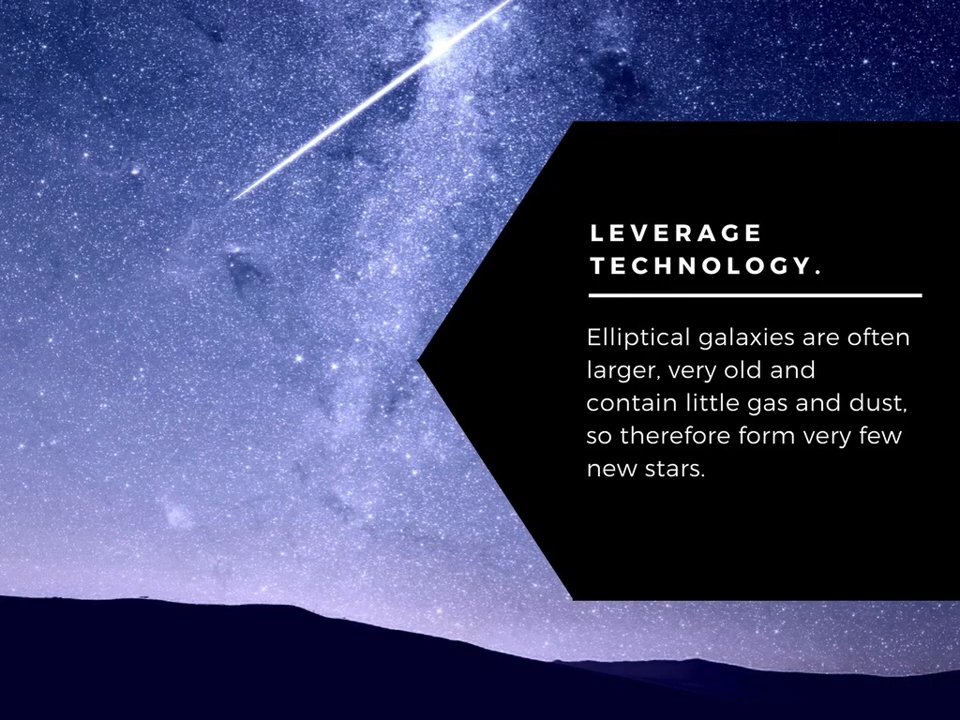 LEVERAGE
TECHNOLOGY.
Elliptical galaxies are often
larger, very old and
contain little gas and dust,
so therefore form very few
new stars.